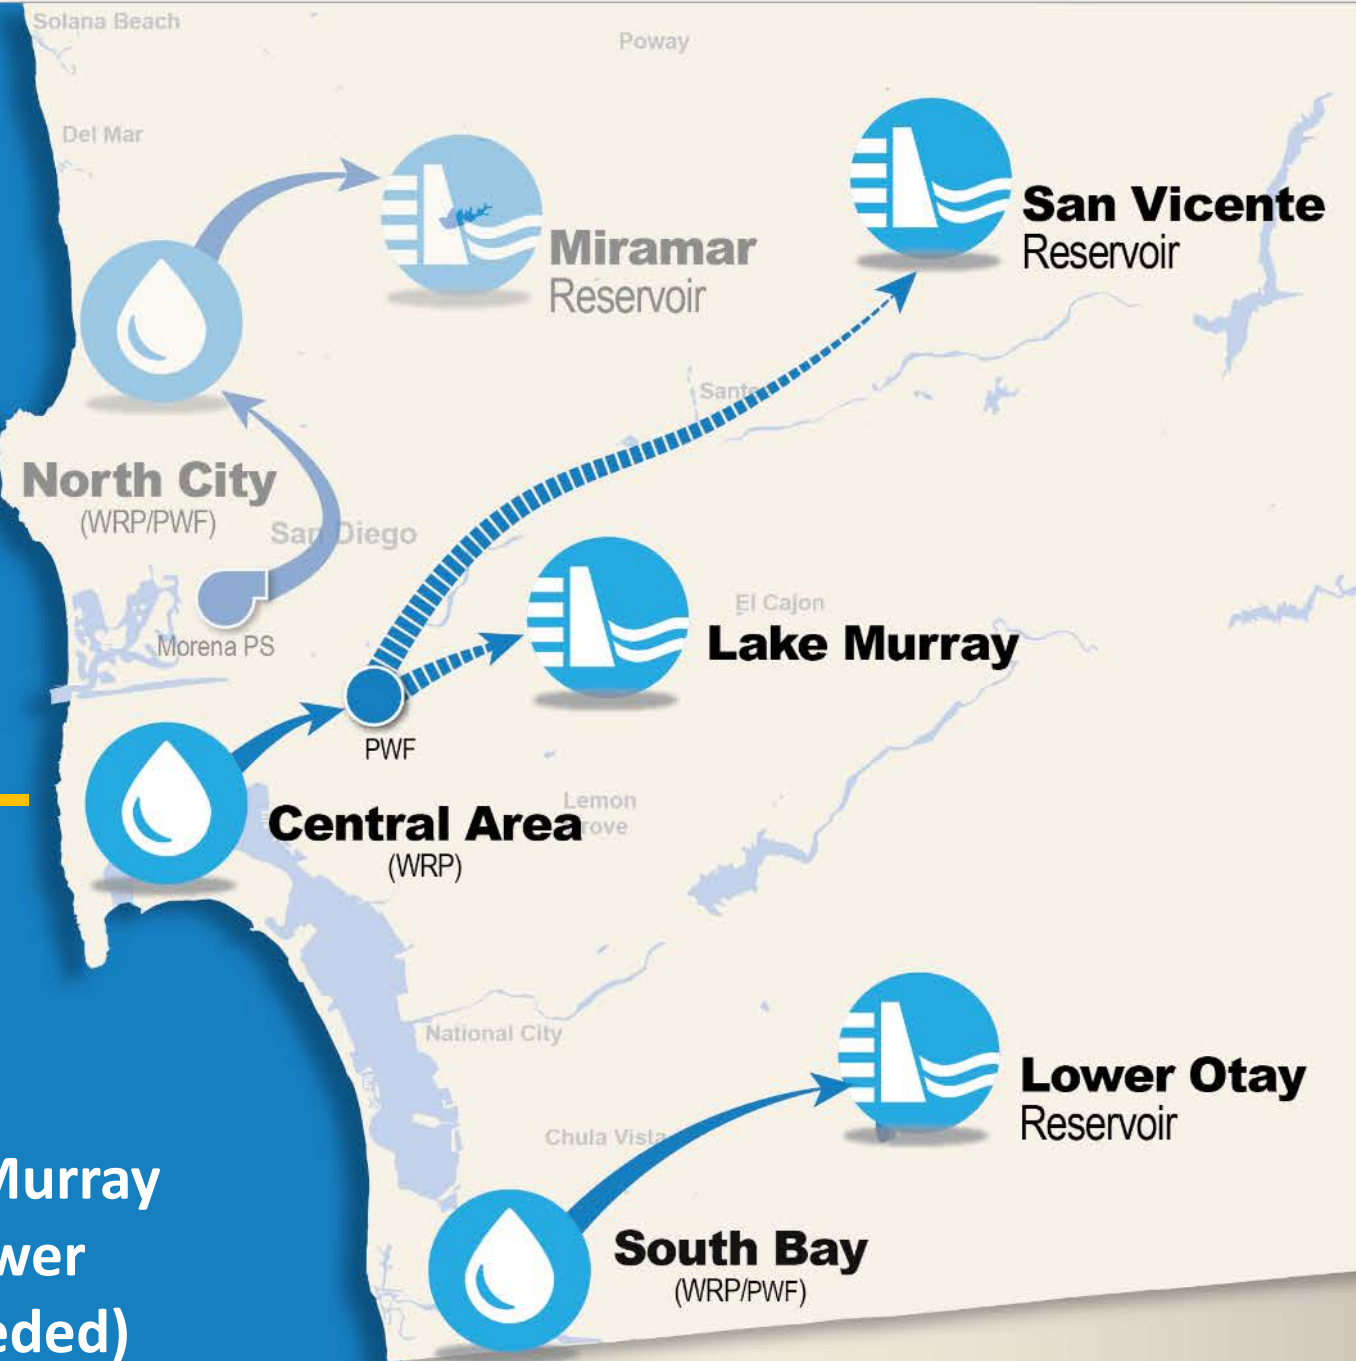 Solana Beach
Poway
Del Mar
San Vicente
Reservoir
Miramar
Reservoir
North City
(WRP/PWF)
San Diego
El Cajon
Lake Murray
Morena PS
PWF
Lemon
Central Area
(WRP)
National City
Lower Otay
Reservoir
Chula Vista
Murray
South Bay
(WRP/PWF)